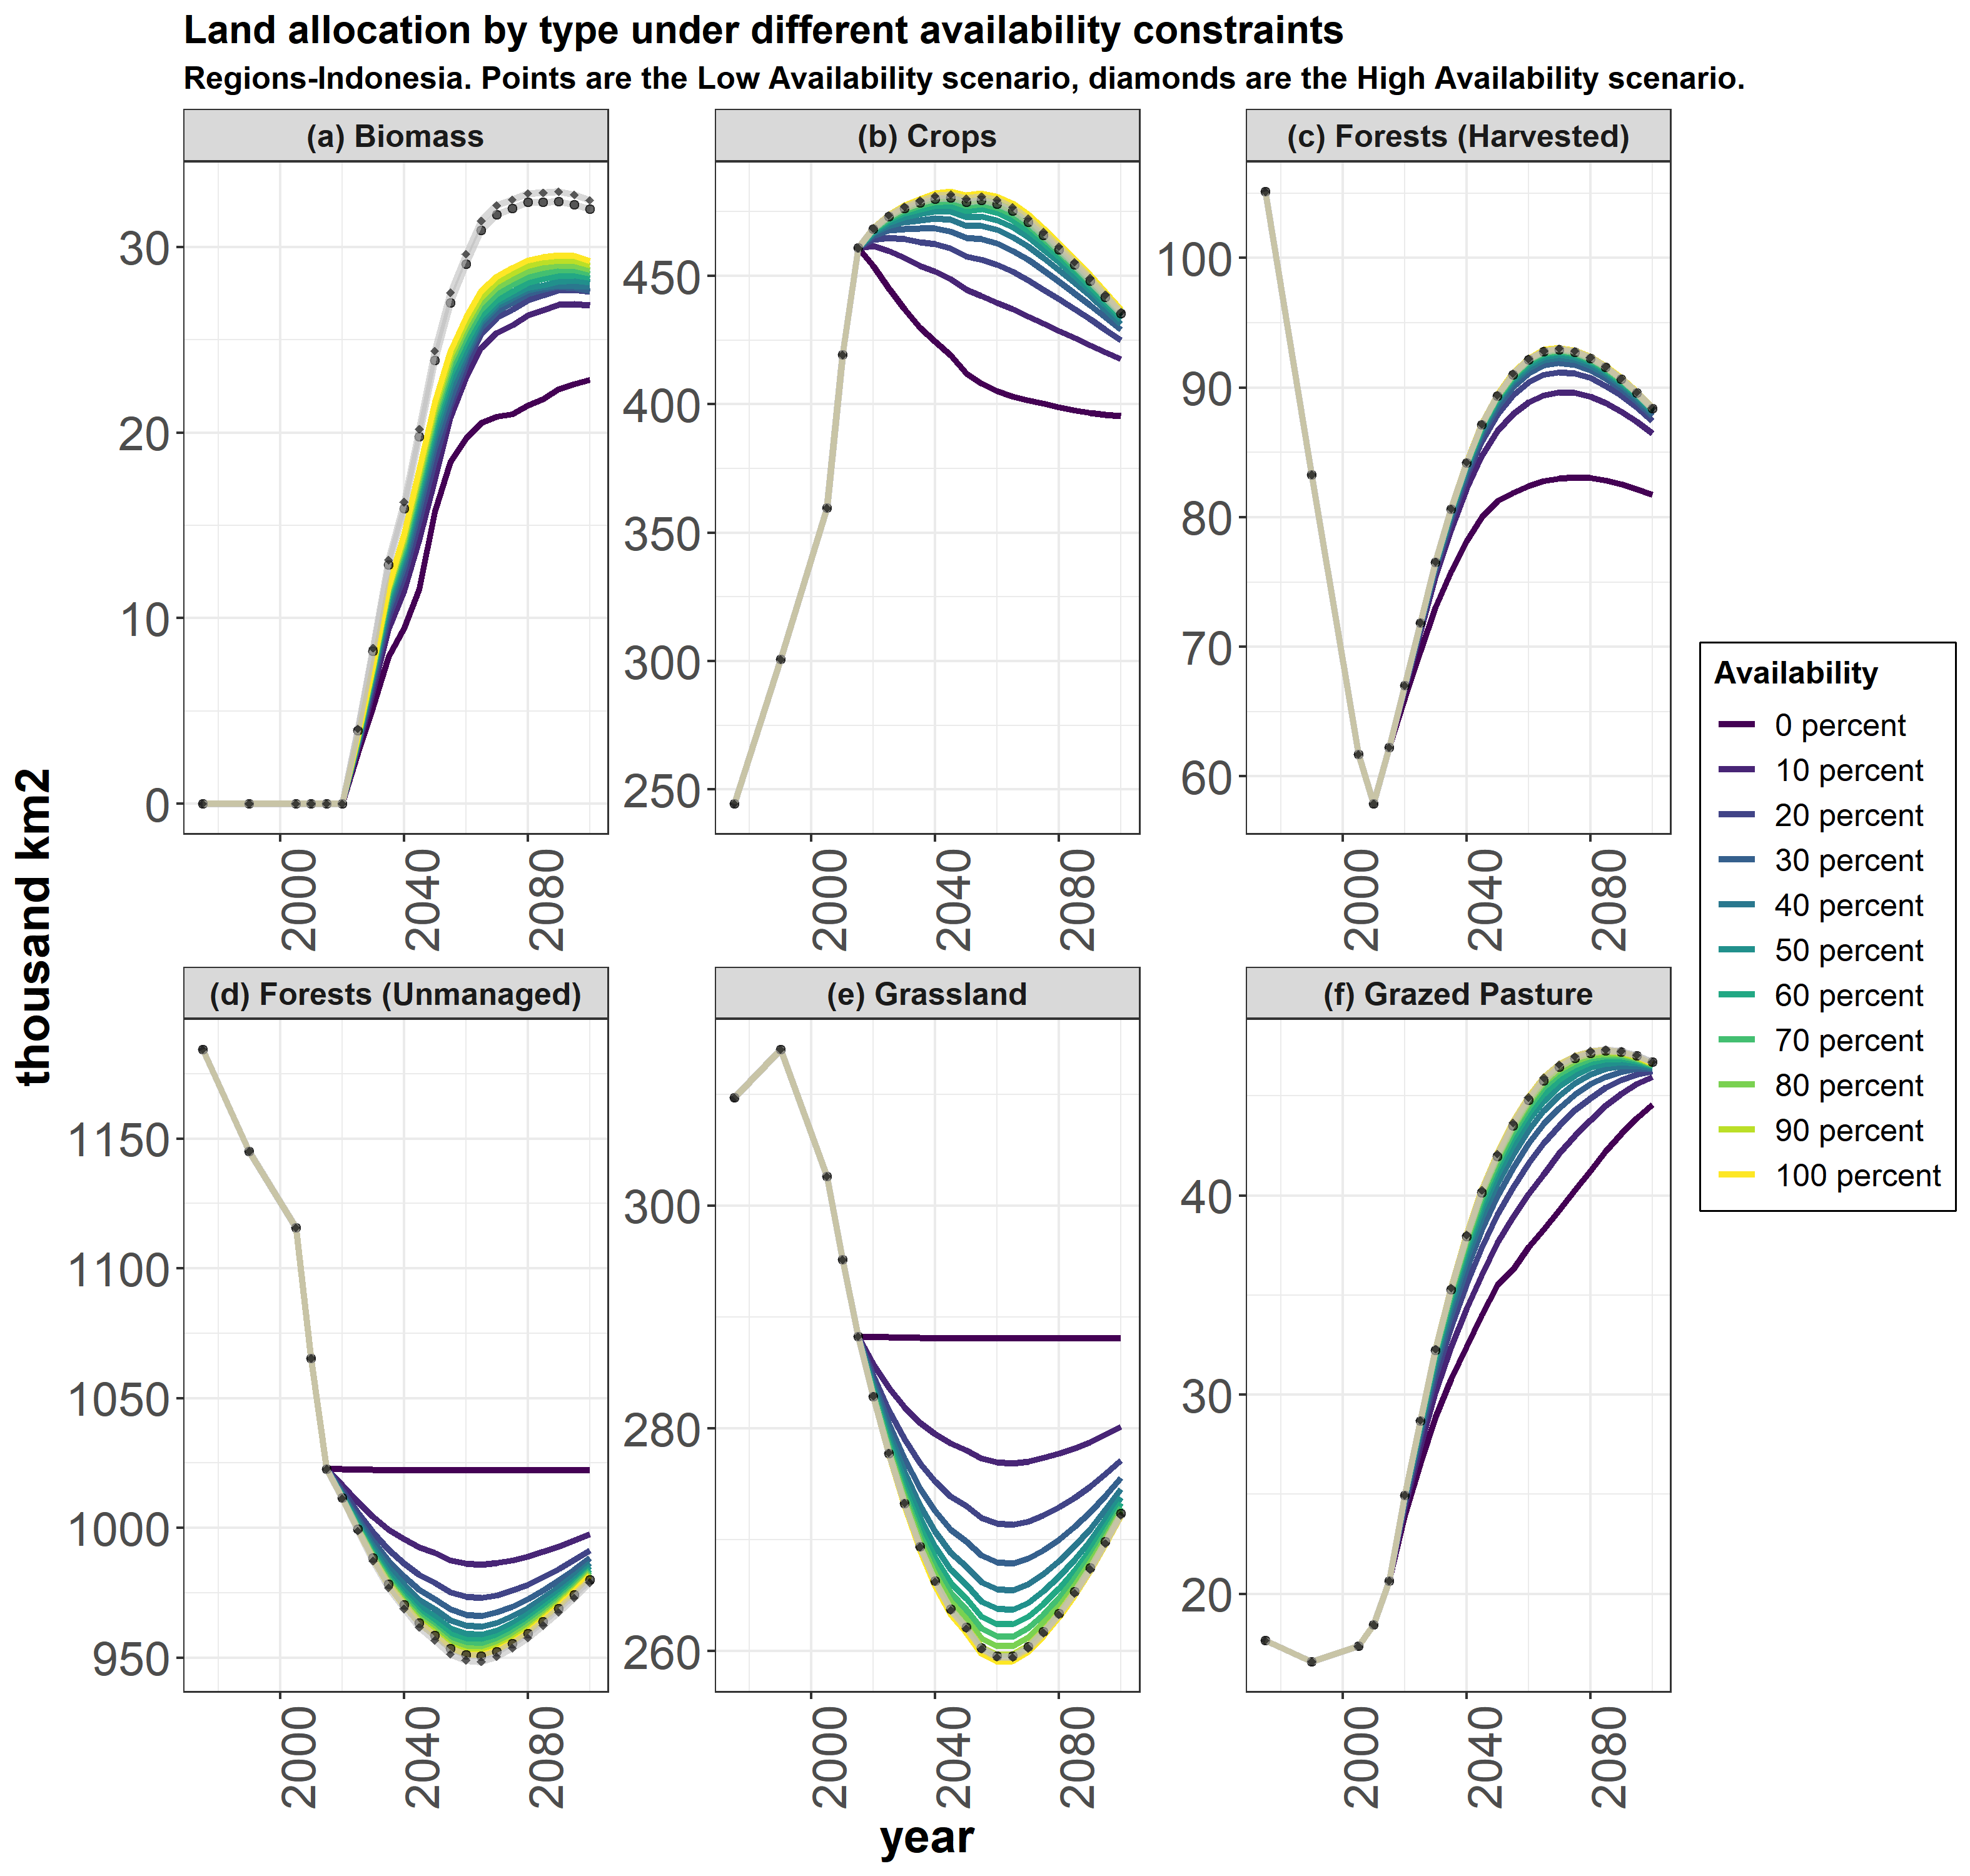 Land allocation by type under different availability constraints
Regions-Indonesia. Points are the Low Availability scenario, diamonds are the High Availability scenario.
(a) Biomass
(b) Crops
(c) Forests (Harvested)
30
20
10
0
450
400
350
300
250
100
90
80
70
60
2000
2040
2080
2000
2040
2080
2000
2040
2080
(d) Forests (Unmanaged)
(e) Grassland
(f) Grazed Pasture
1150
1100
1050
1000
950
300
280
260
40
30
20
2000
2040
2080
2000
2040
2080
2000
2040
2080
thousand km2
year
Availability
0 percent
10 percent
20 percent
30 percent
40 percent
50 percent
60 percent
70 percent
80 percent
90 percent
100 percent